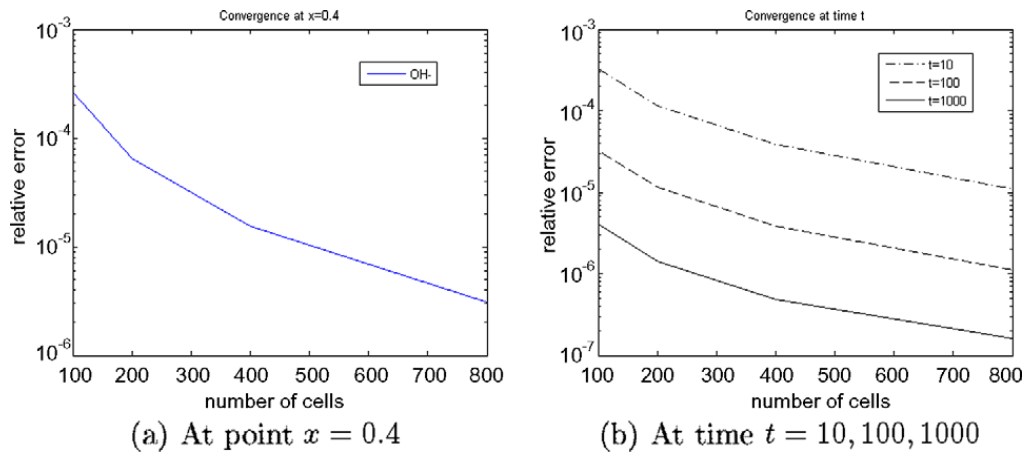 Convergence at x=0.4
10^-3
10^-4
10^-5
10^-6
relative error
OH-
100 200 300 400 500 600 700 800
number of cells
(a) At point x = 0.4
Convergence at time t
10^-3
10^-4
10^-5
10^-6
10^-7
relative error
t=10
t=100
t=1000
100 200 300 400 500 600 700 800
number of cells
(b) At time t = 10, 100, 1000